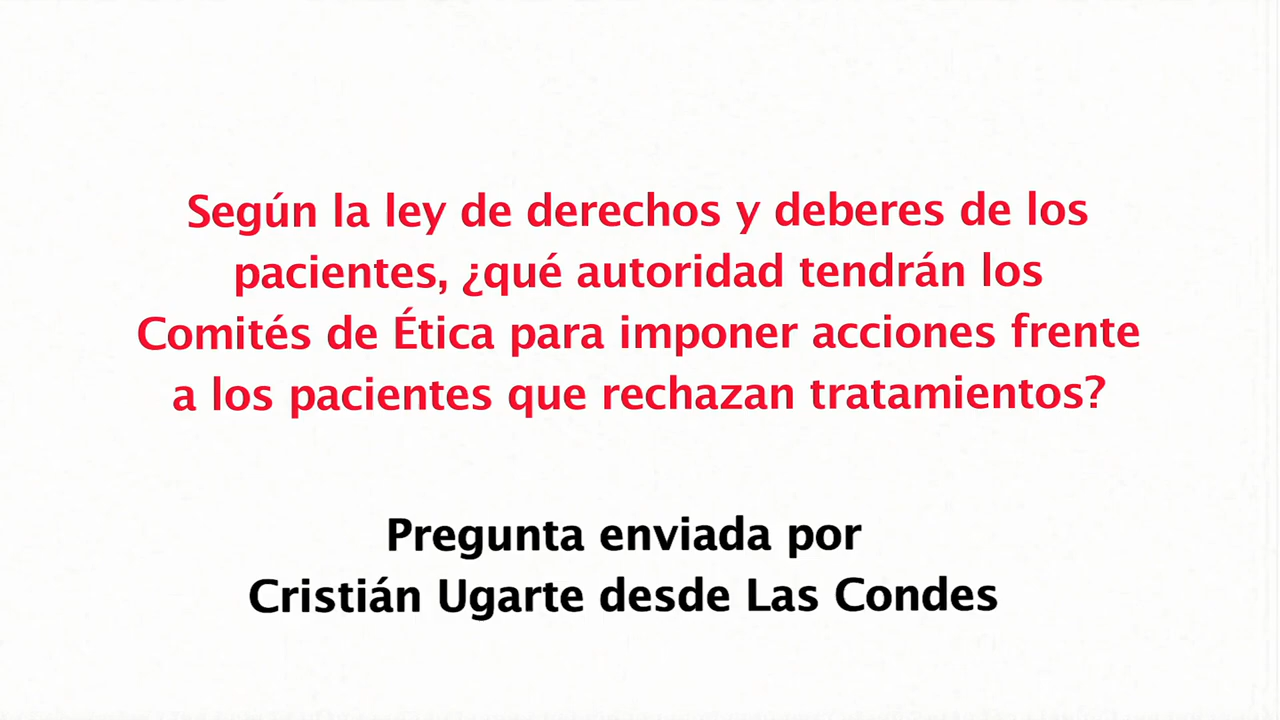 Según la ley de derechos y deberes de los
pacientes, ¿qué autoridad tendrán los
Comités de Ética para imponer acciones frente
a los pacientes que rechazan tratamientos?
Pregunta enviada por
Cristián Ugarte desde Las Condes